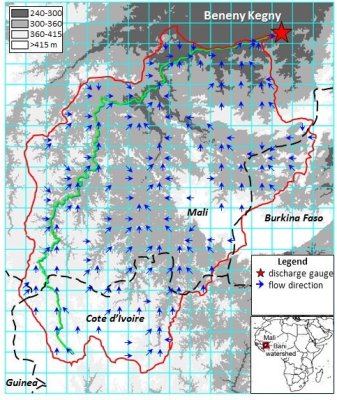 240-300
300-360
360-415
>415 m
Beneny Kegny
Mali
Burkina Faso
Legend
discharge gauge
flow direction
Cote d'Ivoire
Guinea
Mali
Bani
watershed